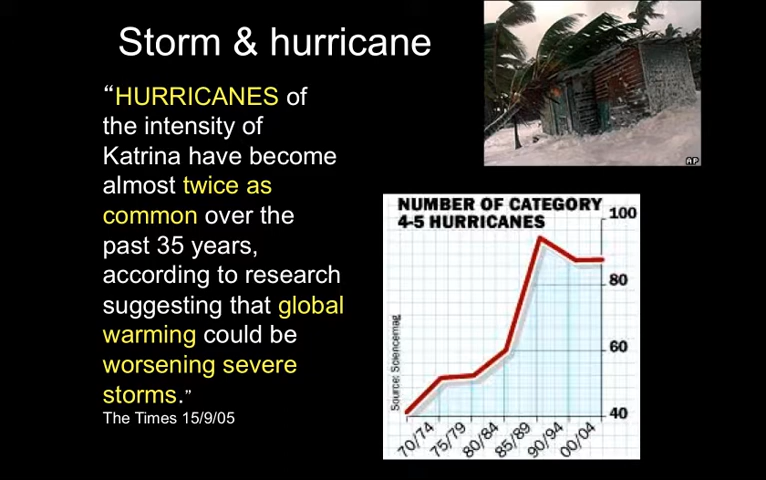 Storm & hurricane
“HURRICANES of
the intensity of
Katrina have become
almost twice as
common over the
past 35 years,
according to research
suggesting that global
warming could be
worsening severe
storms.”
The Times 15/9/05
AP
NUMBER OF CATEGORY
4-5 HURRICANES
100
80
60
40
Source: Sciencemag
70/74
75/79
80/84
85/89
90/94
00/04